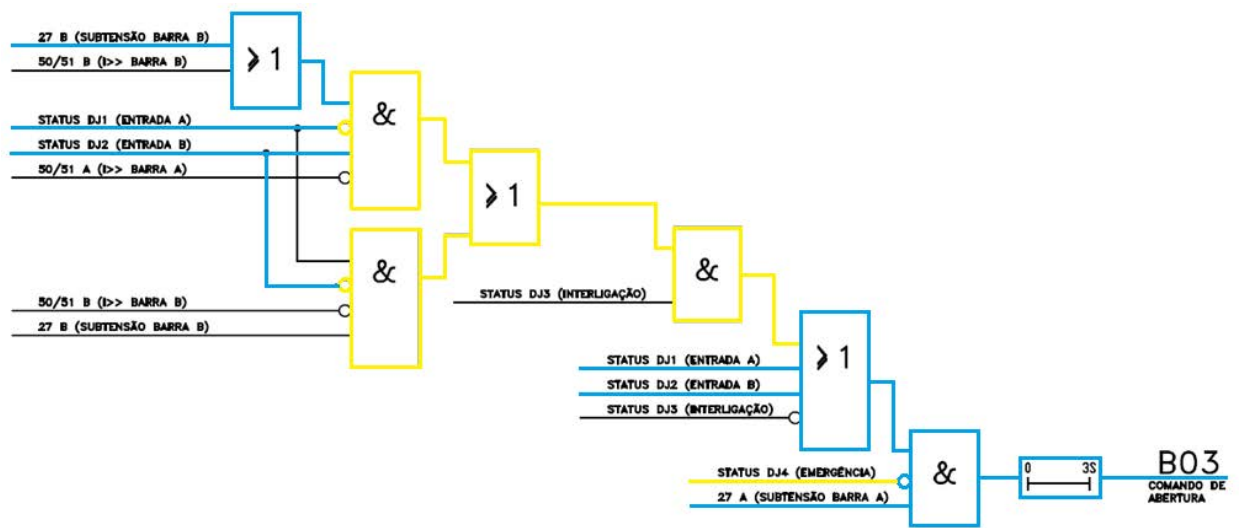 27 B (SUBTENSÃO BARRA B)
50/51 B (I>> BARRA B)
≥ 1
&
STATUS DJ1 (ENTRADA A)
STATUS DJ2 (ENTRADA B)
50/51 A (I>> BARRA A)
≥ 1
&
50/51 B (I>> BARRA B)
27 B (SUBTENSÃO BARRA B)
&
STATUS DJ3 (INTERLIGAÇÃO)
≥ 1
STATUS DJ1 (ENTRADA A)
STATUS DJ2 (ENTRADA B)
STATUS DJ3 (INTERLIGAÇÃO)
&
STATUS DJ4 (EMERGÊNCIA)
27 A (SUBTENSÃO BARRA A)
0 3S
B03
COMANDO DE
ABERTURA